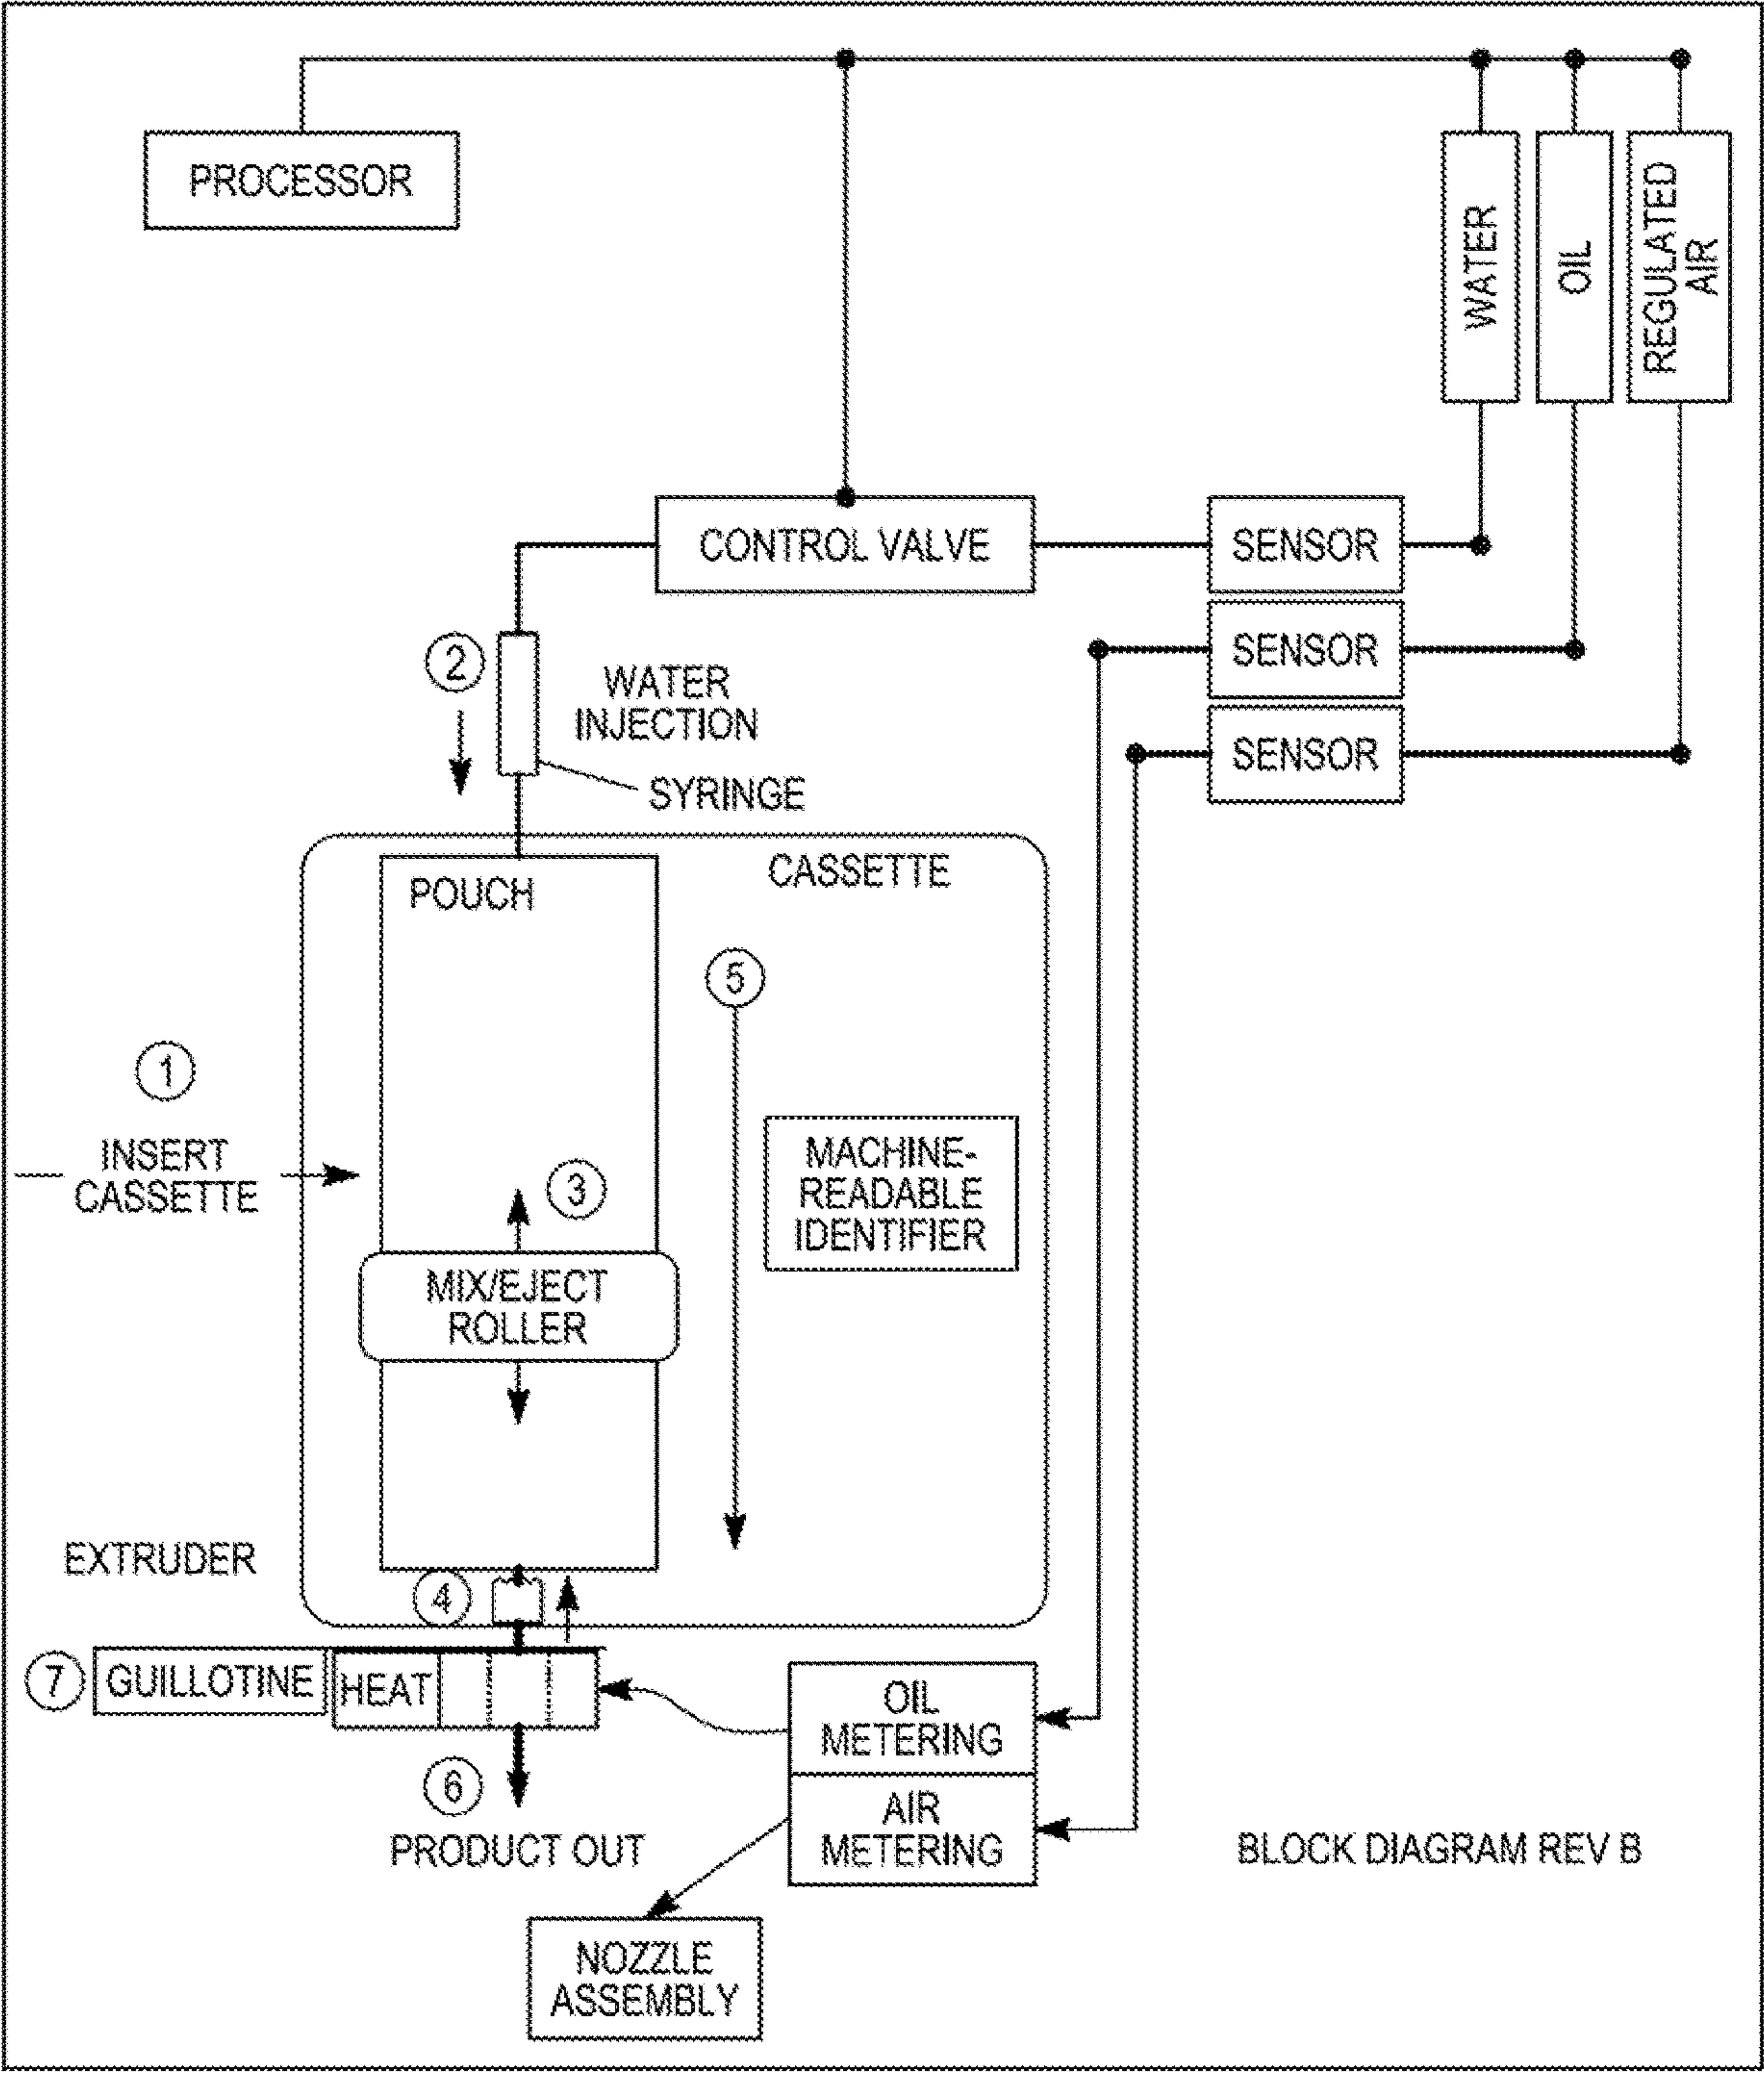 PROCESSOR
WATER
OIL
REGULATED
AIR
CONTROL VALVE
SENSOR
SENSOR
SENSOR
2
WATER
INJECTION
SYRINGE
CASSETTE
POUCH
5
1
INSERT
CASSETTE
3
MACHINE-
READABLE
IDENTIFIER
MIX/EJECT
ROLLER
EXTRUDER
4
7
GUILLOTINE
HEAT
OIL
METERING
6
PRODUCT OUT
AIR
METERING
BLOCK DIAGRAM REV B
NOZZLE
ASSEMBLY